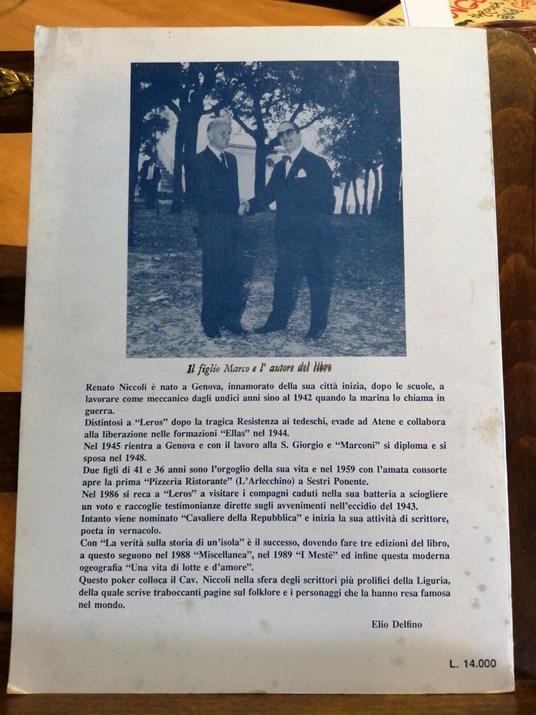 Il figlio Marco e l' autore del libro
Renato Niccoli è nato a Genova, innamorato della sua città inizia, dopo le scuole, a
lavorare come meccanico dagli undici anni sino al 1942 quando la marina lo chiama in
guerra.
Distintosi a "Leros" dopo la tragica Resistenza ai tedeschi, evade ad Atene e collabora
alla liberazione nelle formazioni "Ellas" nel 1944.
Nel 1945 rientra a Genova e con il lavoro alla S. Giorgio e "Marconi" si diploma e si
sposa nel 1948.
Due figli di 41 e 36 anni sono l'orgoglio della sua vita e nel 1959 con l'amata consorte
apre la prima "Pizzeria Ristorante" (L'Arlecchino) a Sestri Ponente.
Nel 1986 si reca a "Leros" a visitare i compagni caduti nella sua batteria a sciogliere
un voto e raccoglie testimonianze dirette sugli avvenimenti nell'eccidio del 1943.
Intanto viene nominato "Cavaliere della Repubblica" e inizia la sua attività di scrittore,
poeta in vernacolo.
Con "La verità sulla storia di un'isola" è il successo, dovendo fare tre edizioni del libro,
a questo seguono nel 1988 "Miscellanea", nel 1989 "I Mestê" ed infine questa moderna
ogeografia "Una vita di lotte e d'amore".
Questo poker colloca il Cav. Niccoli nella sfera degli scrittori più prolifici della Liguria,
della quale scrive traboccanti pagine sul folklore e i personaggi che la hanno resa famosa
nel mondo.
Elio Delfino
L. 14.000